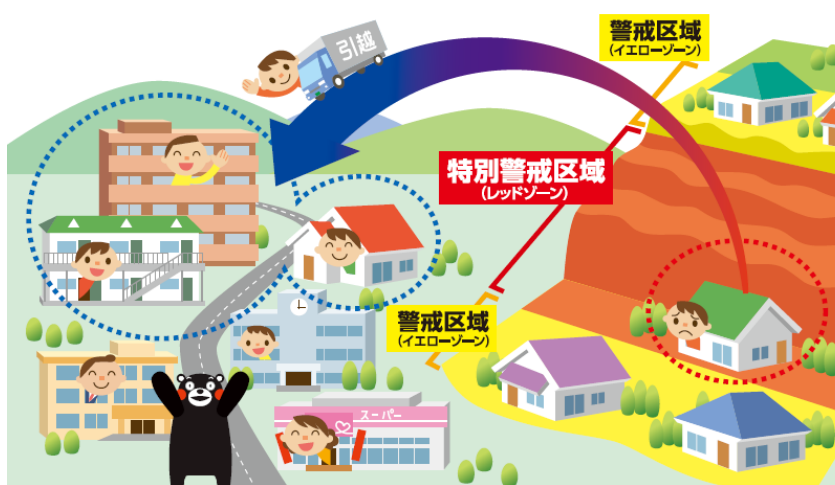 警戒区域
(イエローゾーン)
引越
特別警戒区域
(レッドゾーン)
警戒区域
(イエローゾーン)
スーパー